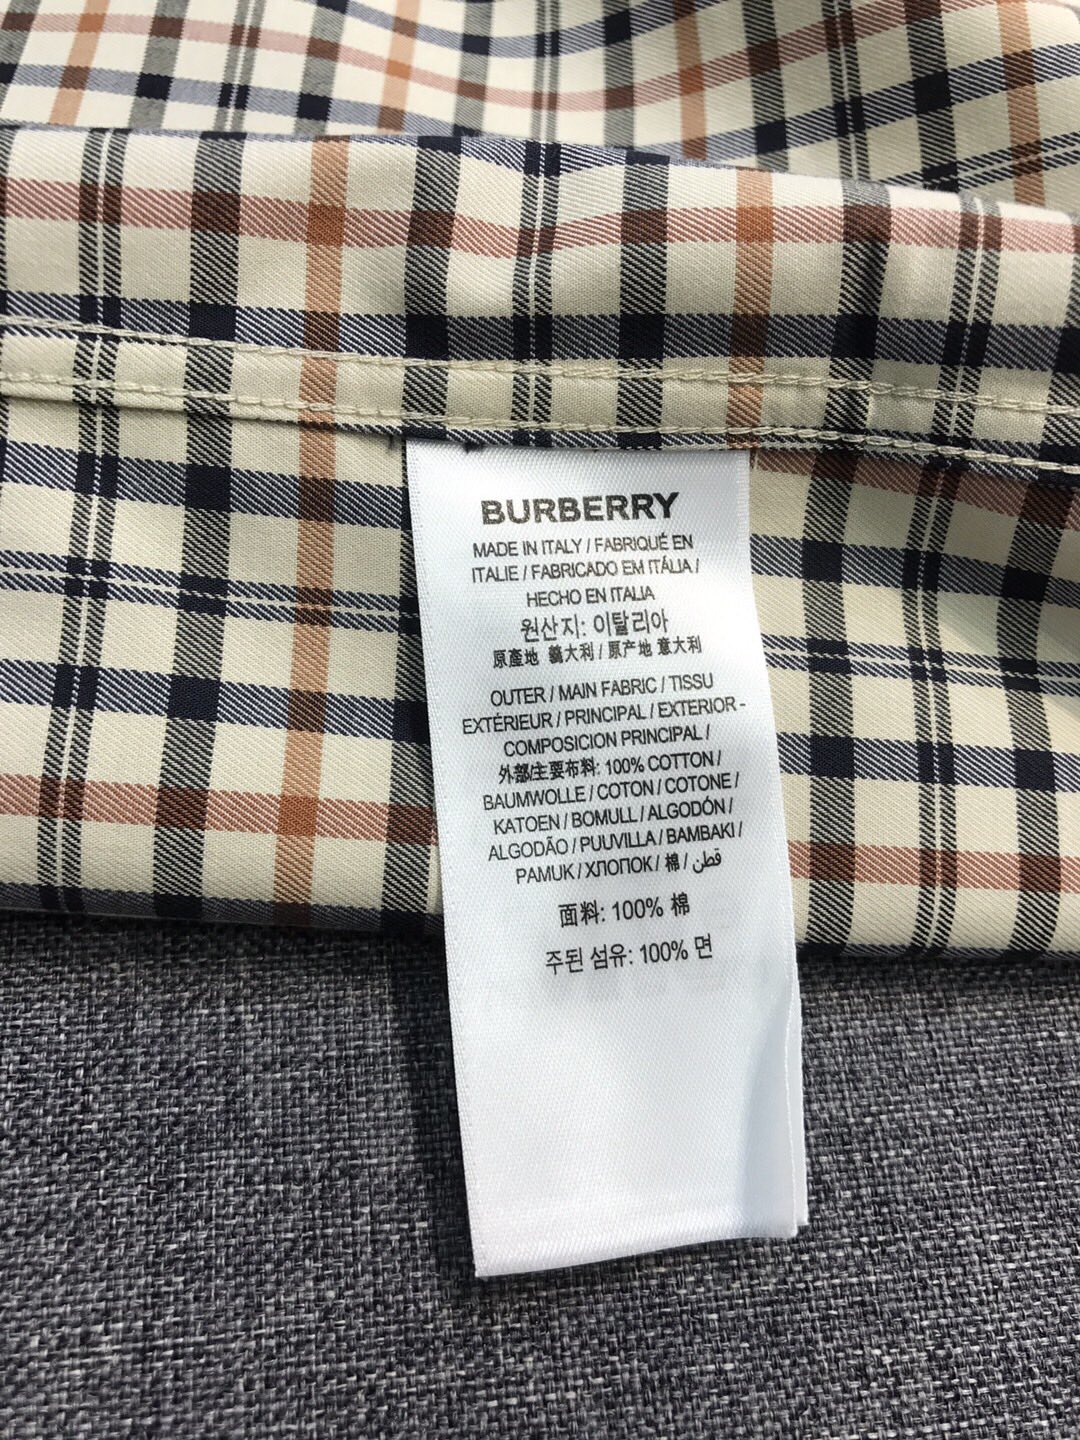 BURBERRY
MADE IN ITALY / FABRIQUÉ EN
ITALIE / FABRICADO EM ITÁLIA /
HECHO EN ITALIA
원산지: 이탈리아
原產地 義大利 / 原产地 意大利
OUTER / MAIN FABRIC / TISSU
EXTÉRIEUR / PRINCIPAL / EXTERIOR -
COMPOSICION PRINCIPAL /
外部/主要布料: 100% COTTON /
BAUMWOLLE / COTON / COTONE /
KATOEN / BOMULL / ALGODÓN /
ALGODÃO / PUUVILLA / BAMBAKI /
PAMUK / ХЛОПОК / 棉 / قطن
面料: 100% 棉
주된 섬유: 100% 면